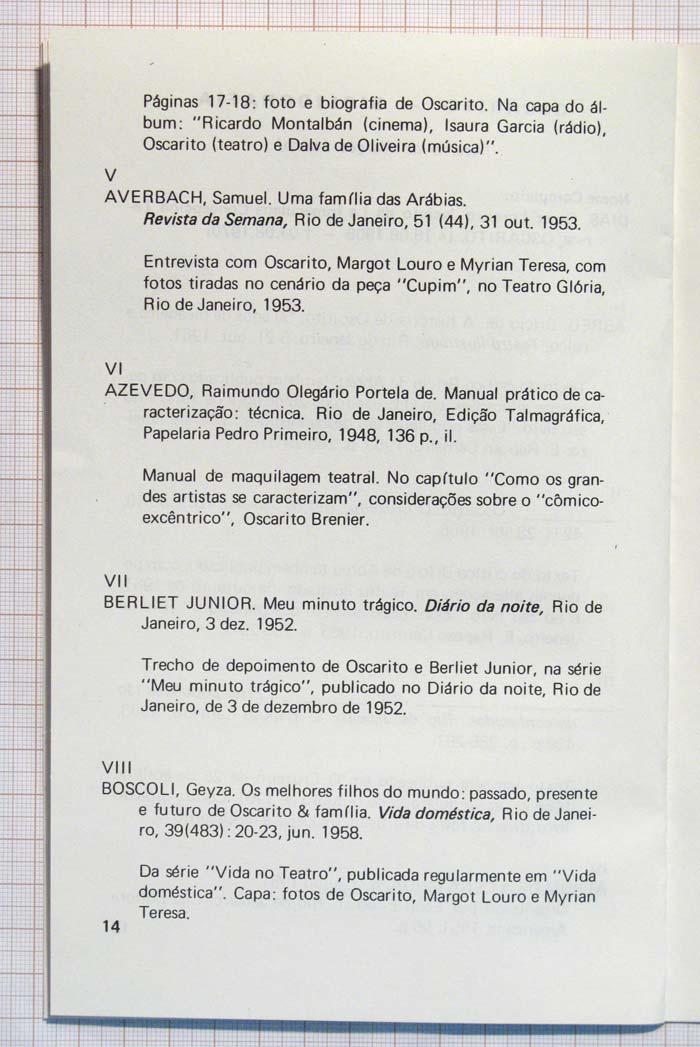 Páginas 17-18: foto e biografia de Oscarito. Na capa do ál-
bum: "Ricardo Montalbán (cinema), Isaura Garcia (rádio),
Oscarito (teatro) e Dalva de Oliveira (música)".
V
AVERBACH, Samuel. Uma família das Arábias.
Revista da Semana, Rio de Janeiro, 51 (44), 31 out. 1953.
Entrevista com Oscarito, Margot Louro e Myrian Teresa, com
fotos tiradas no cenário da peça "Cupim", no Teatro Glória,
Rio de Janeiro, 1953.
VI
AZEVEDO, Raimundo Olegário Portela de. Manual prático de ca-
racterização: técnica. Rio de Janeiro, Edição Talmagráfica,
Papelaria Pedro Primeiro, 1948, 136 p., il.
Manual de maquilagem teatral. No capítulo "Como os gran-
des artistas se caracterizam", considerações sobre o "cômico-
excêntrico", Oscarito Brenier.
VII
BERLIET JUNIOR. Meu minuto trágico. Diário da noite, Rio de
Janeiro, 3 dez. 1952.
Trecho de depoimento de Oscarito e Berliet Junior, na série
"Meu minuto trágico", publicado no Diário da noite, Rio de
Janeiro, de 3 de dezembro de 1952.
VIII
BOSCOLI, Geyza. Os melhores filhos do mundo: passado, presente
e futuro de Oscarito & família. Vida doméstica, Rio de Janei-
ro, 39(483): 20-23, jun. 1958.
Da série "Vida no Teatro", publicada regularmente em "Vida
doméstica". Capa: fotos de Oscarito, Margot Louro e Myrian
Teresa.
14